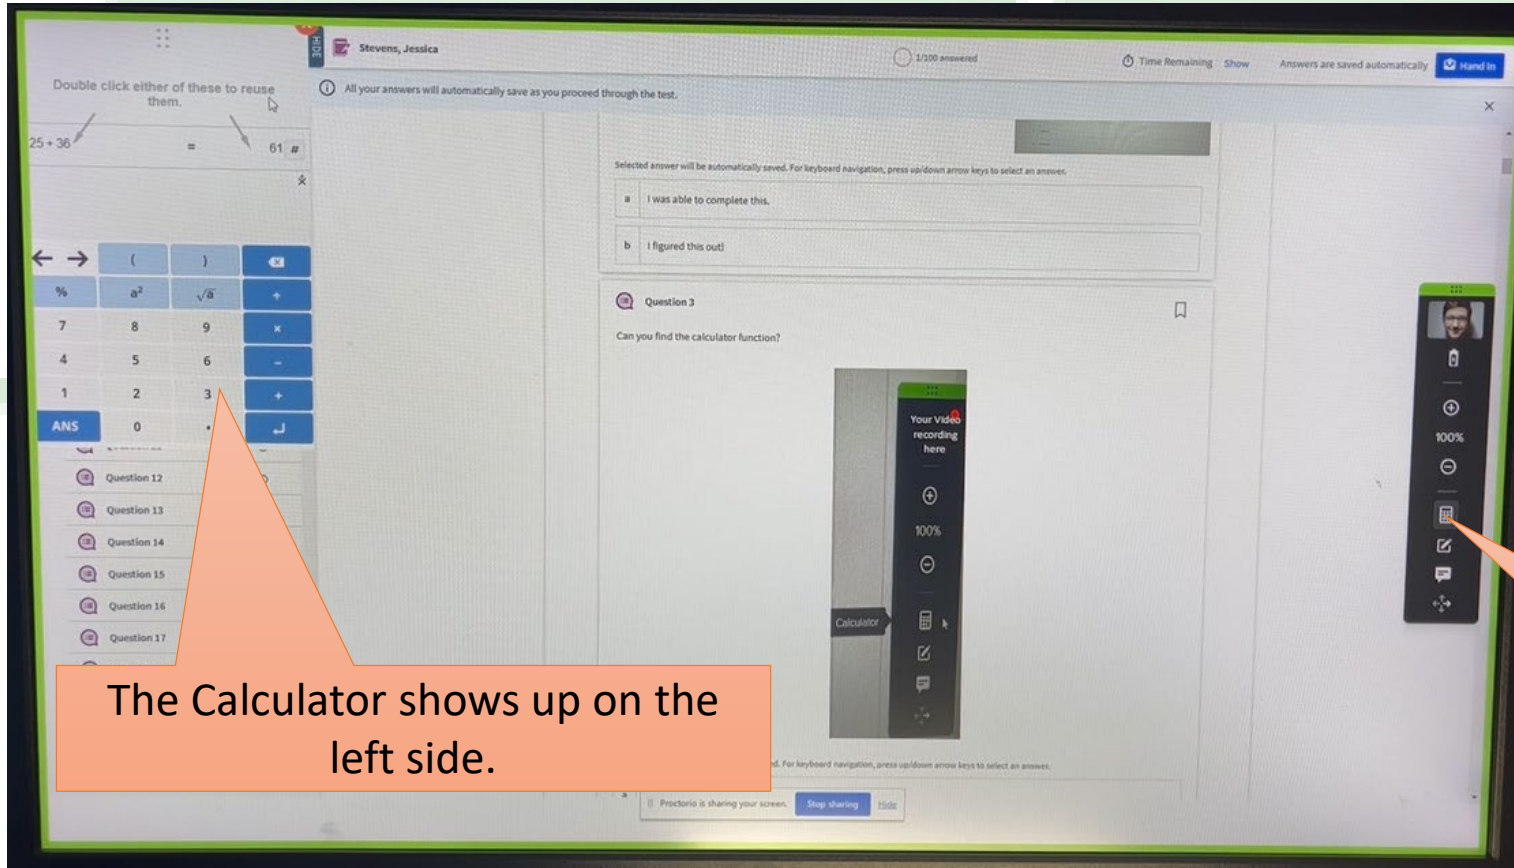 HIDE
Stevens, Jessica
1/100 answered
Time Remaining Show
Answers are saved automatically
Hand In
All your answers will automatically save as you proceed through the test.
Double click either of these to reuse
them.
25 + 36 = 61 #
( )
% a² √a ÷
7 8 9 ×
4 5 6 -
1 2 3 +
ANS 0 .
Question 12
Question 13
Question 14
Question 15
Question 16
Question 17
Selected answer will be automatically saved. For keyboard navigation, press up/down arrow keys to select an answer.
a I was able to complete this.
b I figured this out!
Question 3
Can you find the calculator function?
Your Video
recording
here
100%
Calculator
100%
d. For keyboard navigation, press up/down arrow keys to select an answer.
a
Proctorio is sharing your screen. Stop sharing Hide
The Calculator shows up on the
left side.